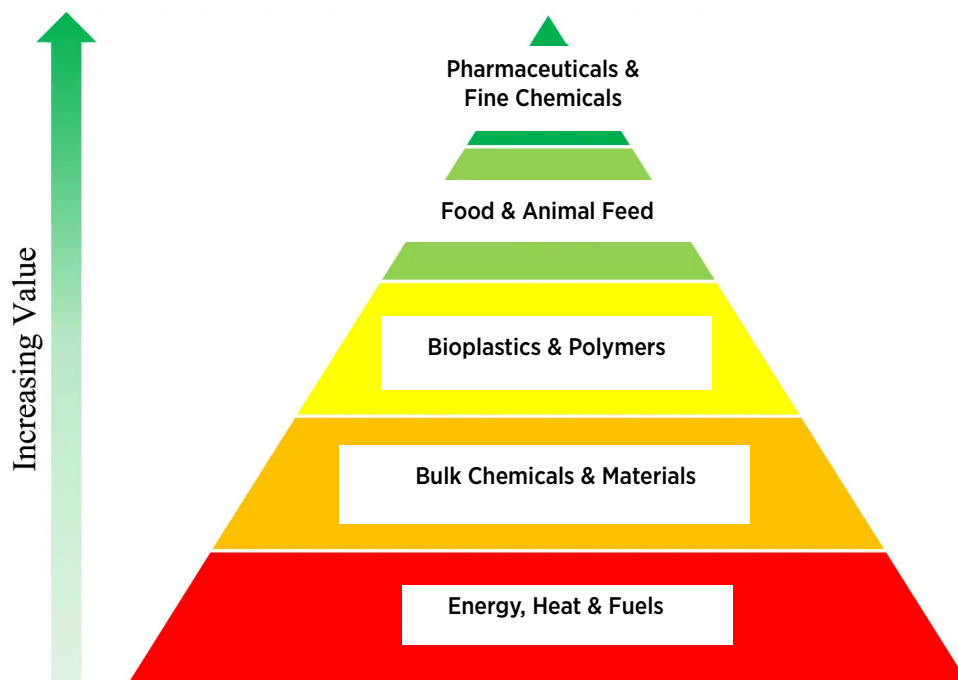 Pharmaceuticals &
Fine Chemicals
Food & Animal Feed
Increasing Value
Bioplastics & Polymers
Bulk Chemicals & Materials
Energy, Heat & Fuels